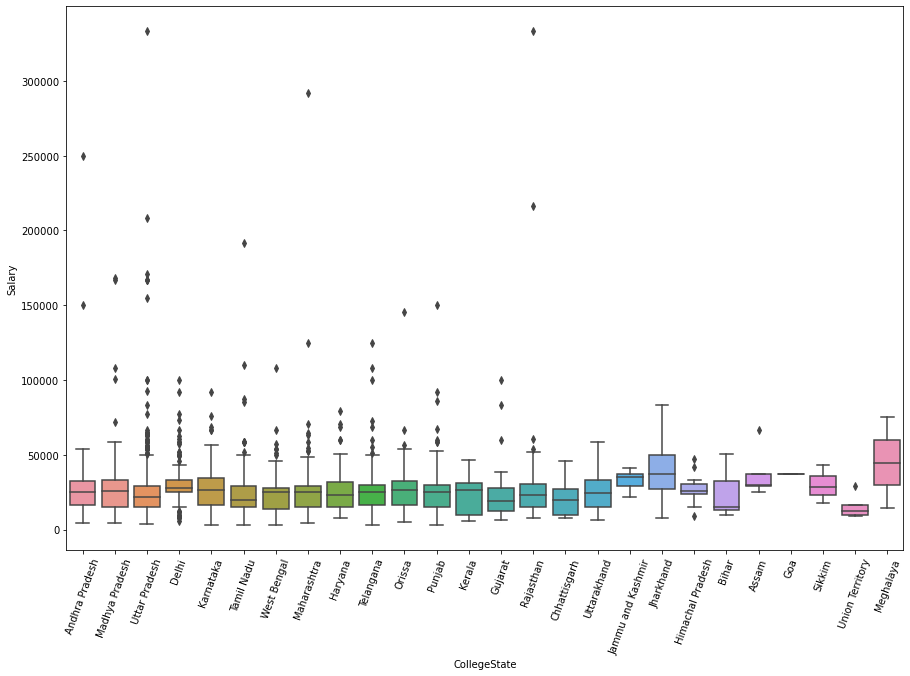 300000
250000
200000
150000
100000
50000
0
Salary
Andhra Pradesh
Madhya Pradesh
Uttar Pradesh
Delhi
Karnataka
Tamil Nadu
West Bengal
Maharashtra
Haryana
Telangana
Orissa
Punjab
Kerala
Gujarat
Rajasthan
Chhattisgarh
Uttarakhand
Jammu and Kashmir
Jharkhand
Himachal Pradesh
Bihar
Assam
Goa
Sikkim
Union Territory
Meghalaya
CollegeState